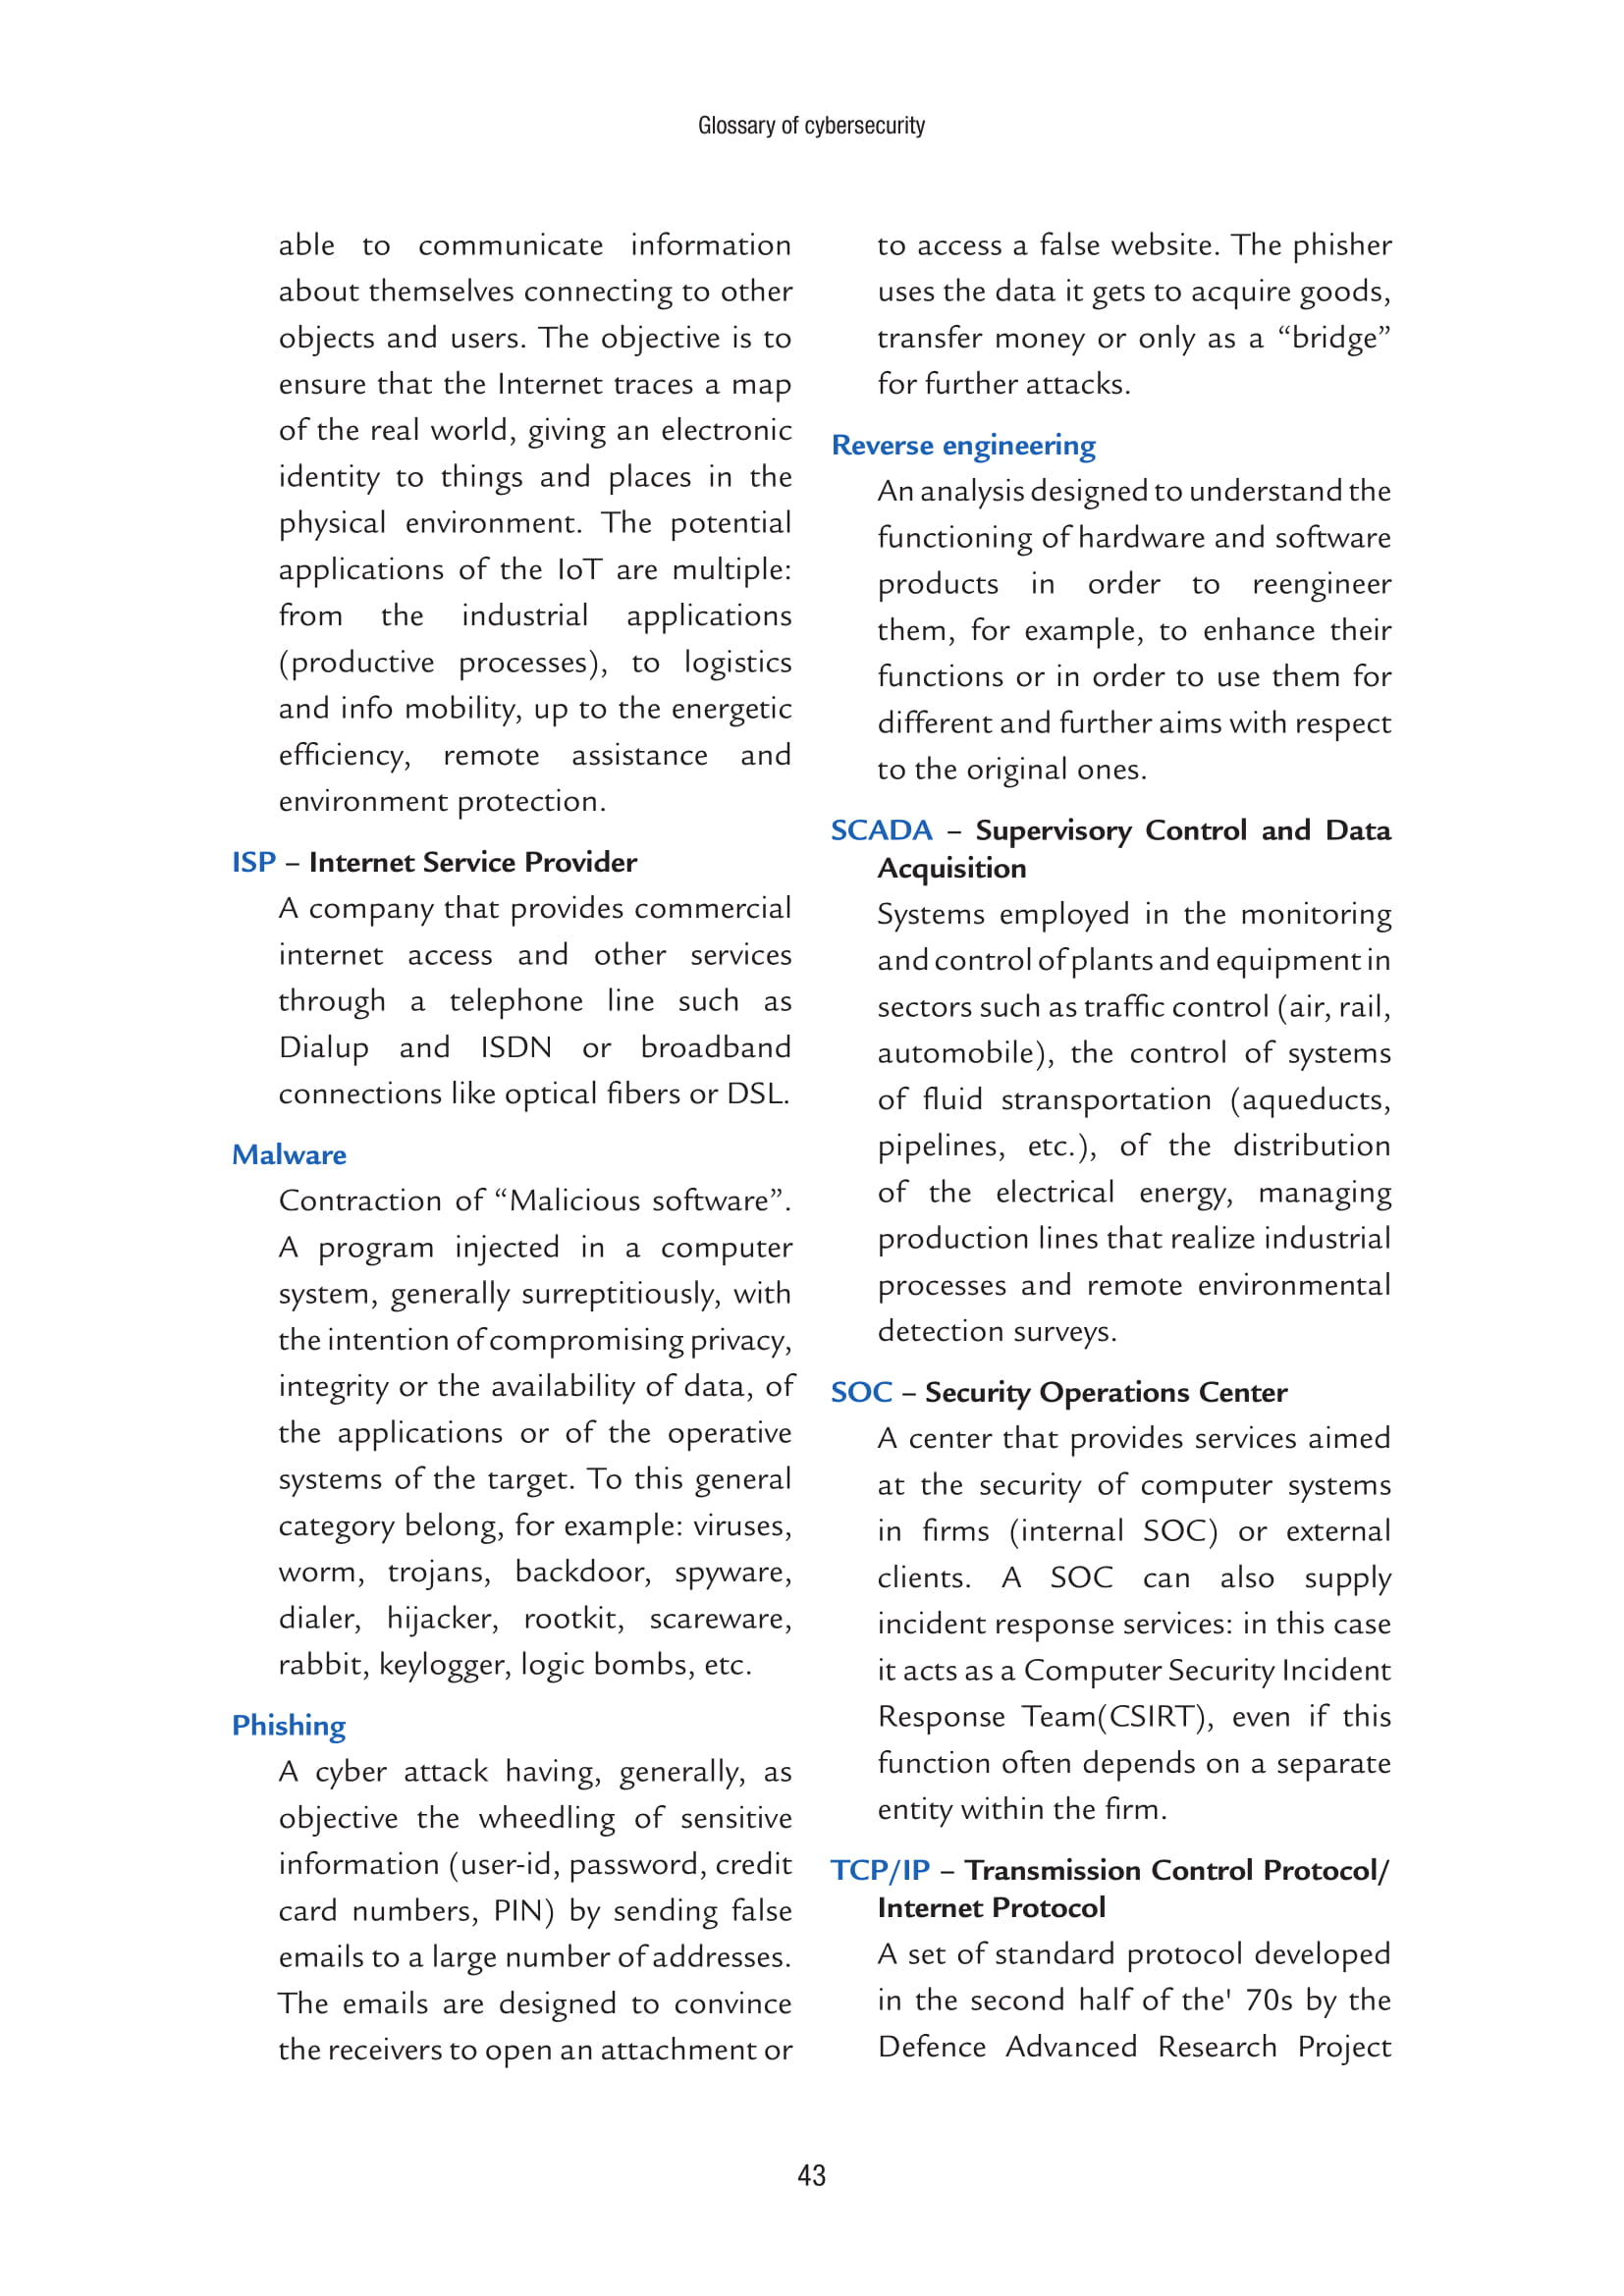 Glossary of cybersecurity
able to communicate information
about themselves connecting to other
objects and users. The objective is to
ensure that the Internet traces a map
of the real world, giving an electronic
identity to things and places in the
physical environment. The potential
applications of the IoT are multiple:
from the industrial applications
(productive processes), to logistics
and info mobility, up to the energetic
efficiency, remote assistance and
environment protection.
ISP – Internet Service Provider
A company that provides commercial
internet access and other services
through a telephone line such as
Dialup and ISDN or broadband
connections like optical fibers or DSL.
Malware
Contraction of “Malicious software”.
A program injected in a computer
system, generally surreptitiously, with
the intention of compromising privacy,
integrity or the availability of data, of
the applications or of the operative
systems of the target. To this general
category belong, for example: viruses,
worm, trojans, backdoor, spyware,
dialer, hijacker, rootkit, scareware,
rabbit, keylogger, logic bombs, etc.
Phishing
A cyber attack having, generally, as
objective the wheedling of sensitive
information (user-id, password, credit
card numbers, PIN) by sending false
emails to a large number of addresses.
The emails are designed to convince
the receivers to open an attachment or
to access a false website. The phisher
uses the data it gets to acquire goods,
transfer money or only as a “bridge”
for further attacks.
Reverse engineering
An analysis designed to understand the
functioning of hardware and software
products in order to reengineer
them, for example, to enhance their
functions or in order to use them for
different and further aims with respect
to the original ones.
SCADA – Supervisory Control and Data
Acquisition
Systems employed in the monitoring
and control of plants and equipment in
sectors such as traffic control (air, rail,
automobile), the control of systems
of fluid stransportation (aqueducts,
pipelines, etc.), of the distribution
of the electrical energy, managing
production lines that realize industrial
processes and remote environmental
detection surveys.
SOC – Security Operations Center
A center that provides services aimed
at the security of computer systems
in firms (internal SOC) or external
clients. A SOC can also supply
incident response services: in this case
it acts as a Computer Security Incident
Response Team(CSIRT), even if this
function often depends on a separate
entity within the firm.
TCP/IP – Transmission Control Protocol/
Internet Protocol
A set of standard protocol developed
in the second half of the' 70s by the
Defence Advanced Research Project
43